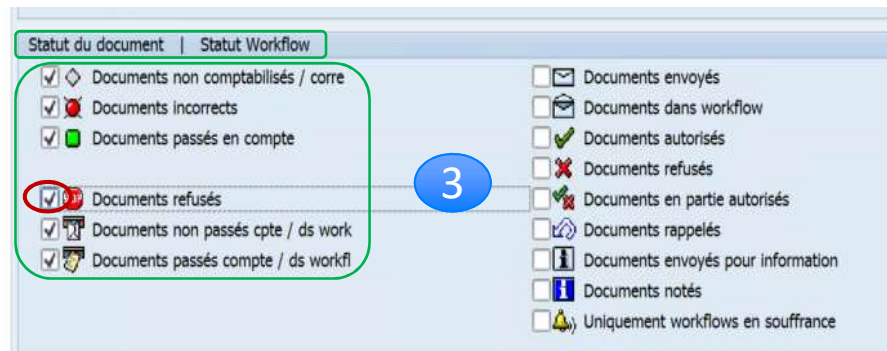 Statut du document | Statut Workflow
Documents non comptabilisés / corre
Documents incorrects
Documents passés en compte
STOP Documents refusés
Documents non passés cpte / ds work
Documents passés compte / ds workfl
3
Documents envoyés
Documents dans workflow
Documents autorisés
Documents refusés
Documents en partie autorisés
Documents rappelés
Documents envoyés pour information
Documents notés
Uniquement workflows en souffrance